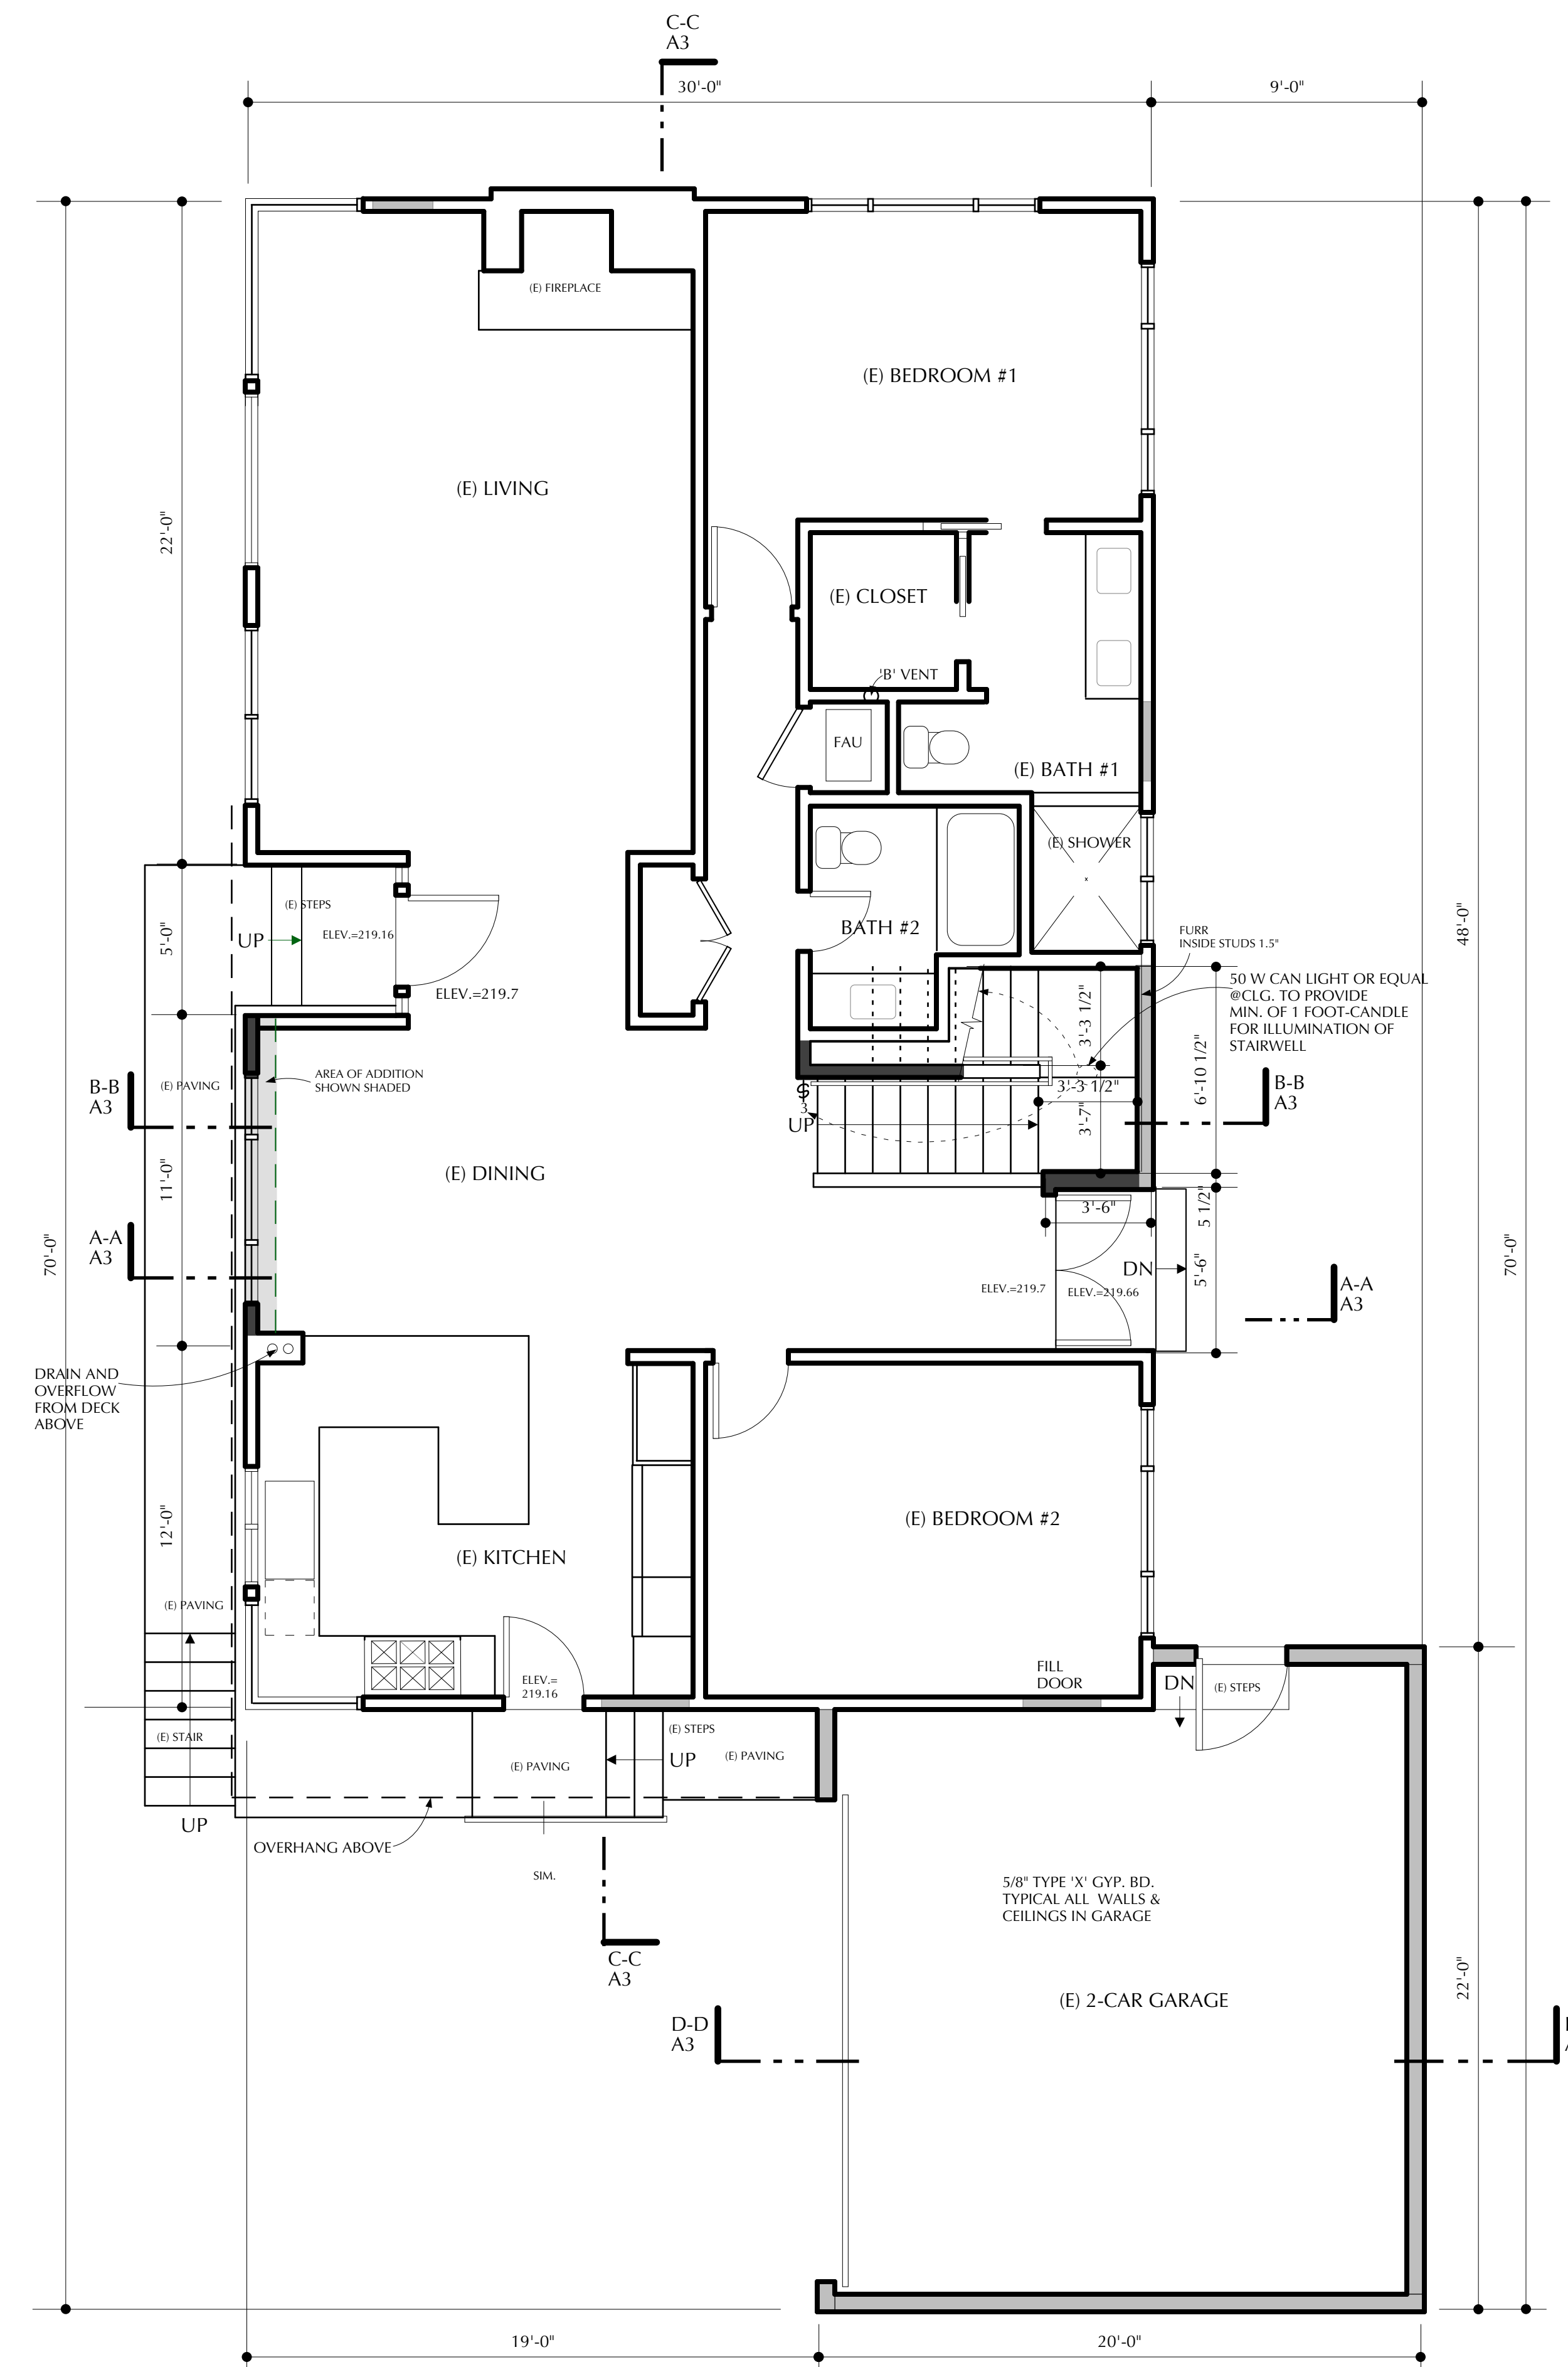 C-C
A3
30'-0"
9'-0"
(E) FIREPLACE
(E) BEDROOM #1
(E) LIVING
22'-0"
(E) CLOSET
'B' VENT
FAU
(E) BATH #1
(E) SHOWER
x
(E) STEPS
UP
ELEV.=219.16
5'-0"
ELEV.=219.7
BATH #2
48'-0"
FURR
INSIDE STUDS 1.5"
50 W CAN LIGHT OR EQUAL
@CLG. TO PROVIDE
MIN. OF 1 FOOT-CANDLE
FOR ILLUMINATION OF
STAIRWELL
3'-3 1/2"
6'-10 1/2"
B-B
A3
(E) PAVING
AREA OF ADDITION
SHOWN SHADED
$
3
UP
3'-3 1/2"
3'-7"
B-B
A3
11'-0"
(E) DINING
3'-6"
5 1/2"
A-A
A3
70'-0"
ELEV.=219.7
ELEV.=219.66
DN
5'-6"
70'-0"
A-A
A3
DRAIN AND
OVERFLOW
FROM DECK
ABOVE
12'-0"
(E) BEDROOM #2
(E) KITCHEN
(E) PAVING
ELEV.=
219.16
FILL
DOOR
DN
(E) STEPS
(E) STAIR
(E) STEPS
(E) PAVING
UP
(E) PAVING
UP
OVERHANG ABOVE
SIM.
5/8" TYPE 'X' GYP. BD.
TYPICAL ALL WALLS &
CEILINGS IN GARAGE
C-C
A3
22'-0"
(E) 2-CAR GARAGE
D-D
A3
19'-0"
20'-0"